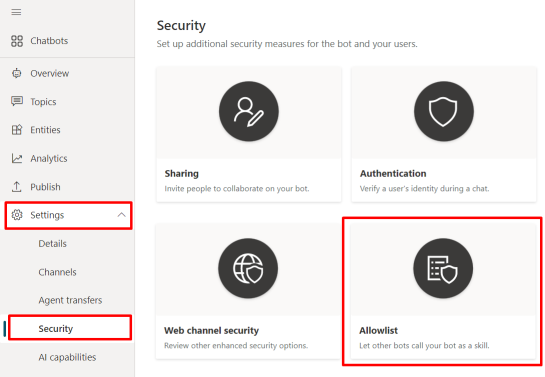 Chatbots
Overview
Topics
Entities
Analytics
Publish
Settings
Details
Channels
Agent transfers
Security
AI capabilities
Security
Set up additional security measures for the bot and your users.
Sharing
Invite people to collaborate on your bot.
Authentication
Verify a user's identity during a chat.
Web channel security
Review other enhanced security options.
Allowlist
Let other bots call your bot as a skill.